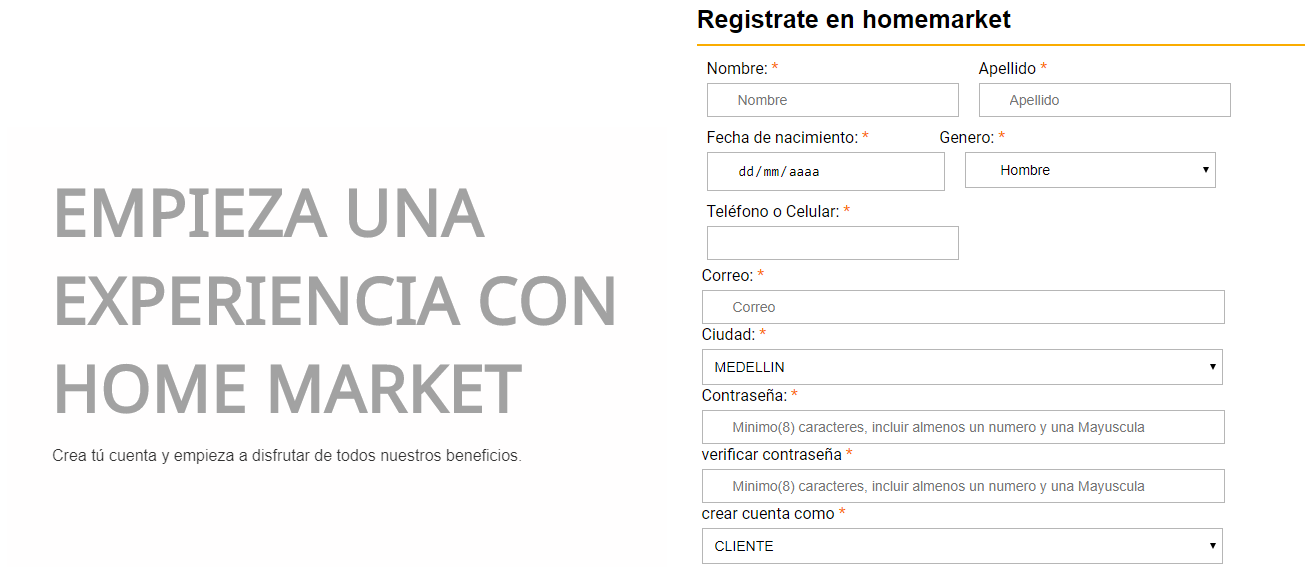 EMPIEZA UNA
EXPERIENCIA CON
HOME MARKET
Crea tú cuenta y empieza a disfrutar de todos nuestros beneficios.
Registrate en homemarket
Nombre: * Apellido *
Nombre Apellido
Fecha de nacimiento: * Genero: *
dd/mm/aaaa Hombre
Teléfono o Celular: *
Correo: *
Correo
Ciudad: *
MEDELLIN
Contraseña: *
Minimo(8) caracteres, incluir almenos un numero y una Mayuscula
verificar contraseña *
Minimo(8) caracteres, incluir almenos un numero y una Mayuscula
crear cuenta como *
CLIENTE